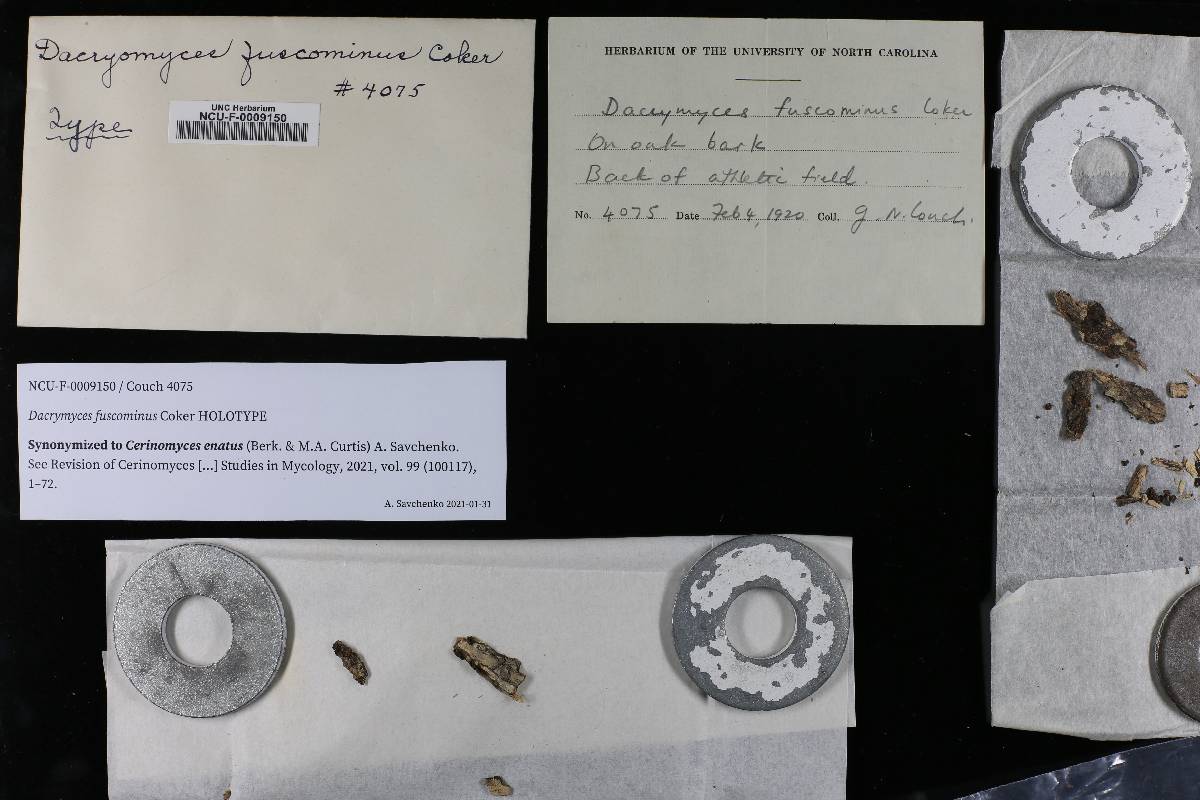 Dacryomyces fuscominus Coker
# 4075
Type
UNC Herbarium
NCU-F-0009150
HERBARIUM OF THE UNIVERSITY OF NORTH CAROLINA
Dacrymyces fuscominus Coker
On oak bark
Back of athletic field.
No. 4075 Date Feb 4, 1920 Coll. J. N. Couch.
NCU-F-0009150 / Couch 4075
Dacrymyces fuscominus Coker HOLOTYPE
Synonymized to Cerinomyces enatus (Berk. & M.A. Curtis) A. Savchenko.
See Revision of Cerinomyces [...] Studies in Mycology, 2021, vol. 99 (100117),
1–72.
A. Savchenko 2021-01-31